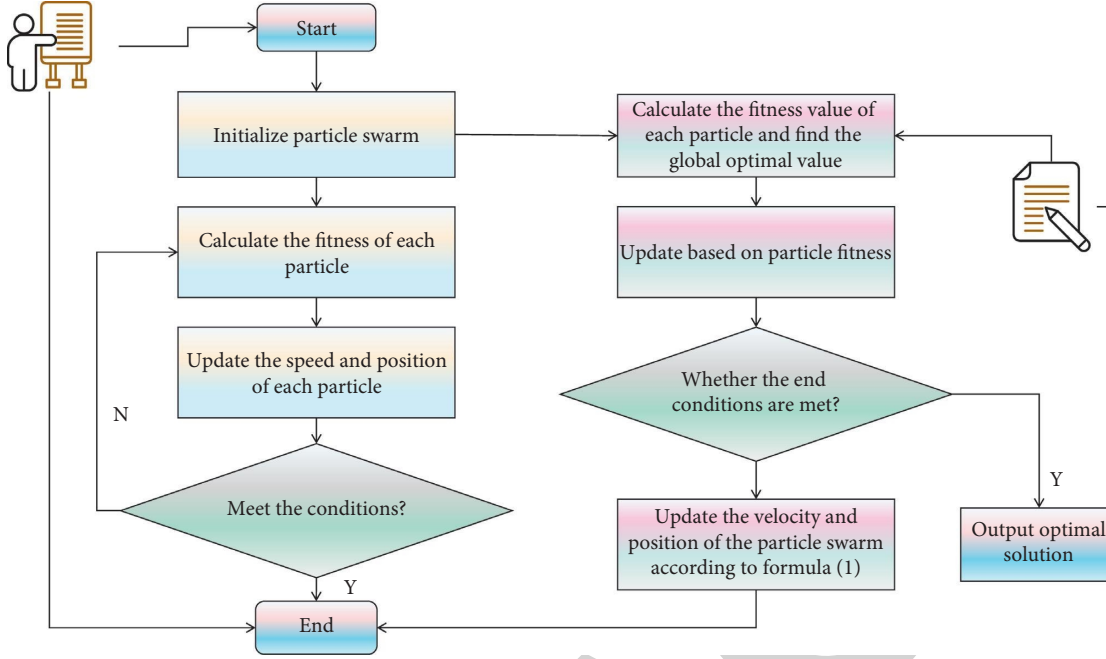 Start
Initialize particle swarm
Calculate the fitness of each
particle
Update the speed and position
of each particle
N
Meet the conditions?
Y
End
Calculate the fitness value of
each particle and find the
global optimal value
Update based on particle fitness
Whether the end
conditions are met?
Y
Update the velocity and
position of the particle swarm
according to formula (1)
Output optimal
solution